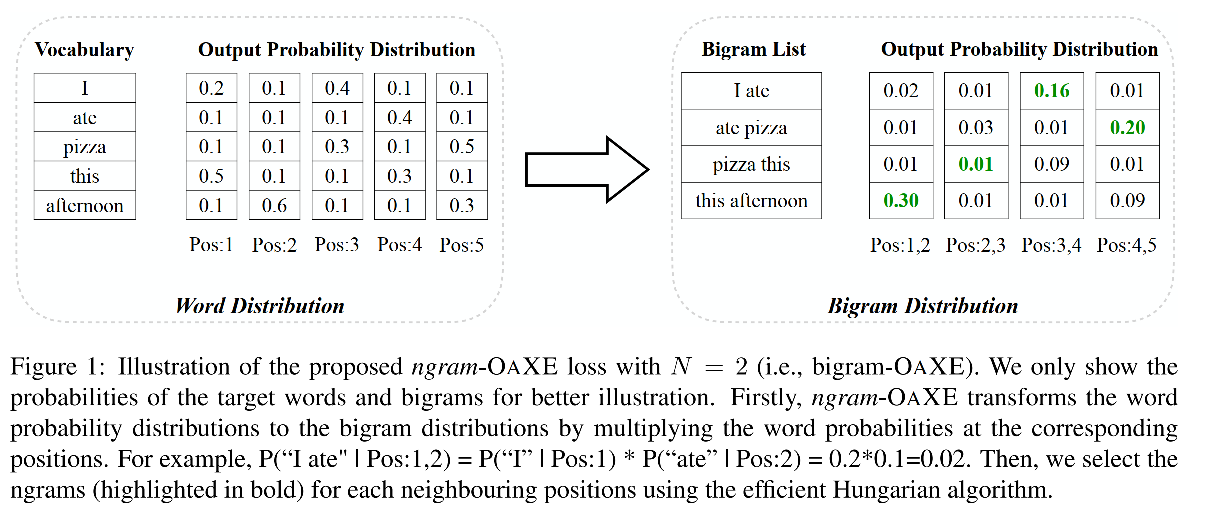 Vocabulary Output Probability Distribution
I 0.2 0.1 0.4 0.1 0.1
ate 0.1 0.1 0.1 0.4 0.1
pizza 0.1 0.1 0.3 0.1 0.5
this 0.5 0.1 0.1 0.3 0.1
afternoon 0.1 0.6 0.1 0.1 0.3
Pos:1 Pos:2 Pos:3 Pos:4 Pos:5
Word Distribution
Bigram List Output Probability Distribution
I ate 0.02 0.01 0.16 0.01
ate pizza 0.01 0.03 0.01 0.20
pizza this 0.01 0.01 0.09 0.01
this afternoon 0.30 0.01 0.01 0.09
Pos:1,2 Pos:2,3 Pos:3,4 Pos:4,5
Bigram Distribution
Figure 1: Illustration of the proposed ngram-OAXE loss with N = 2 (i.e., bigram-OAXE). We only show the
probabilities of the target words and bigrams for better illustration. Firstly, ngram-OAXE transforms the word
probability distributions to the bigram distributions by multiplying the word probabilities at the corresponding
positions. For example, P(“I ate" | Pos:1,2) = P(“I” | Pos:1) * P(“ate” | Pos:2) = 0.2*0.1=0.02. Then, we select the
ngrams (highlighted in bold) for each neighbouring positions using the efficient Hungarian algorithm.